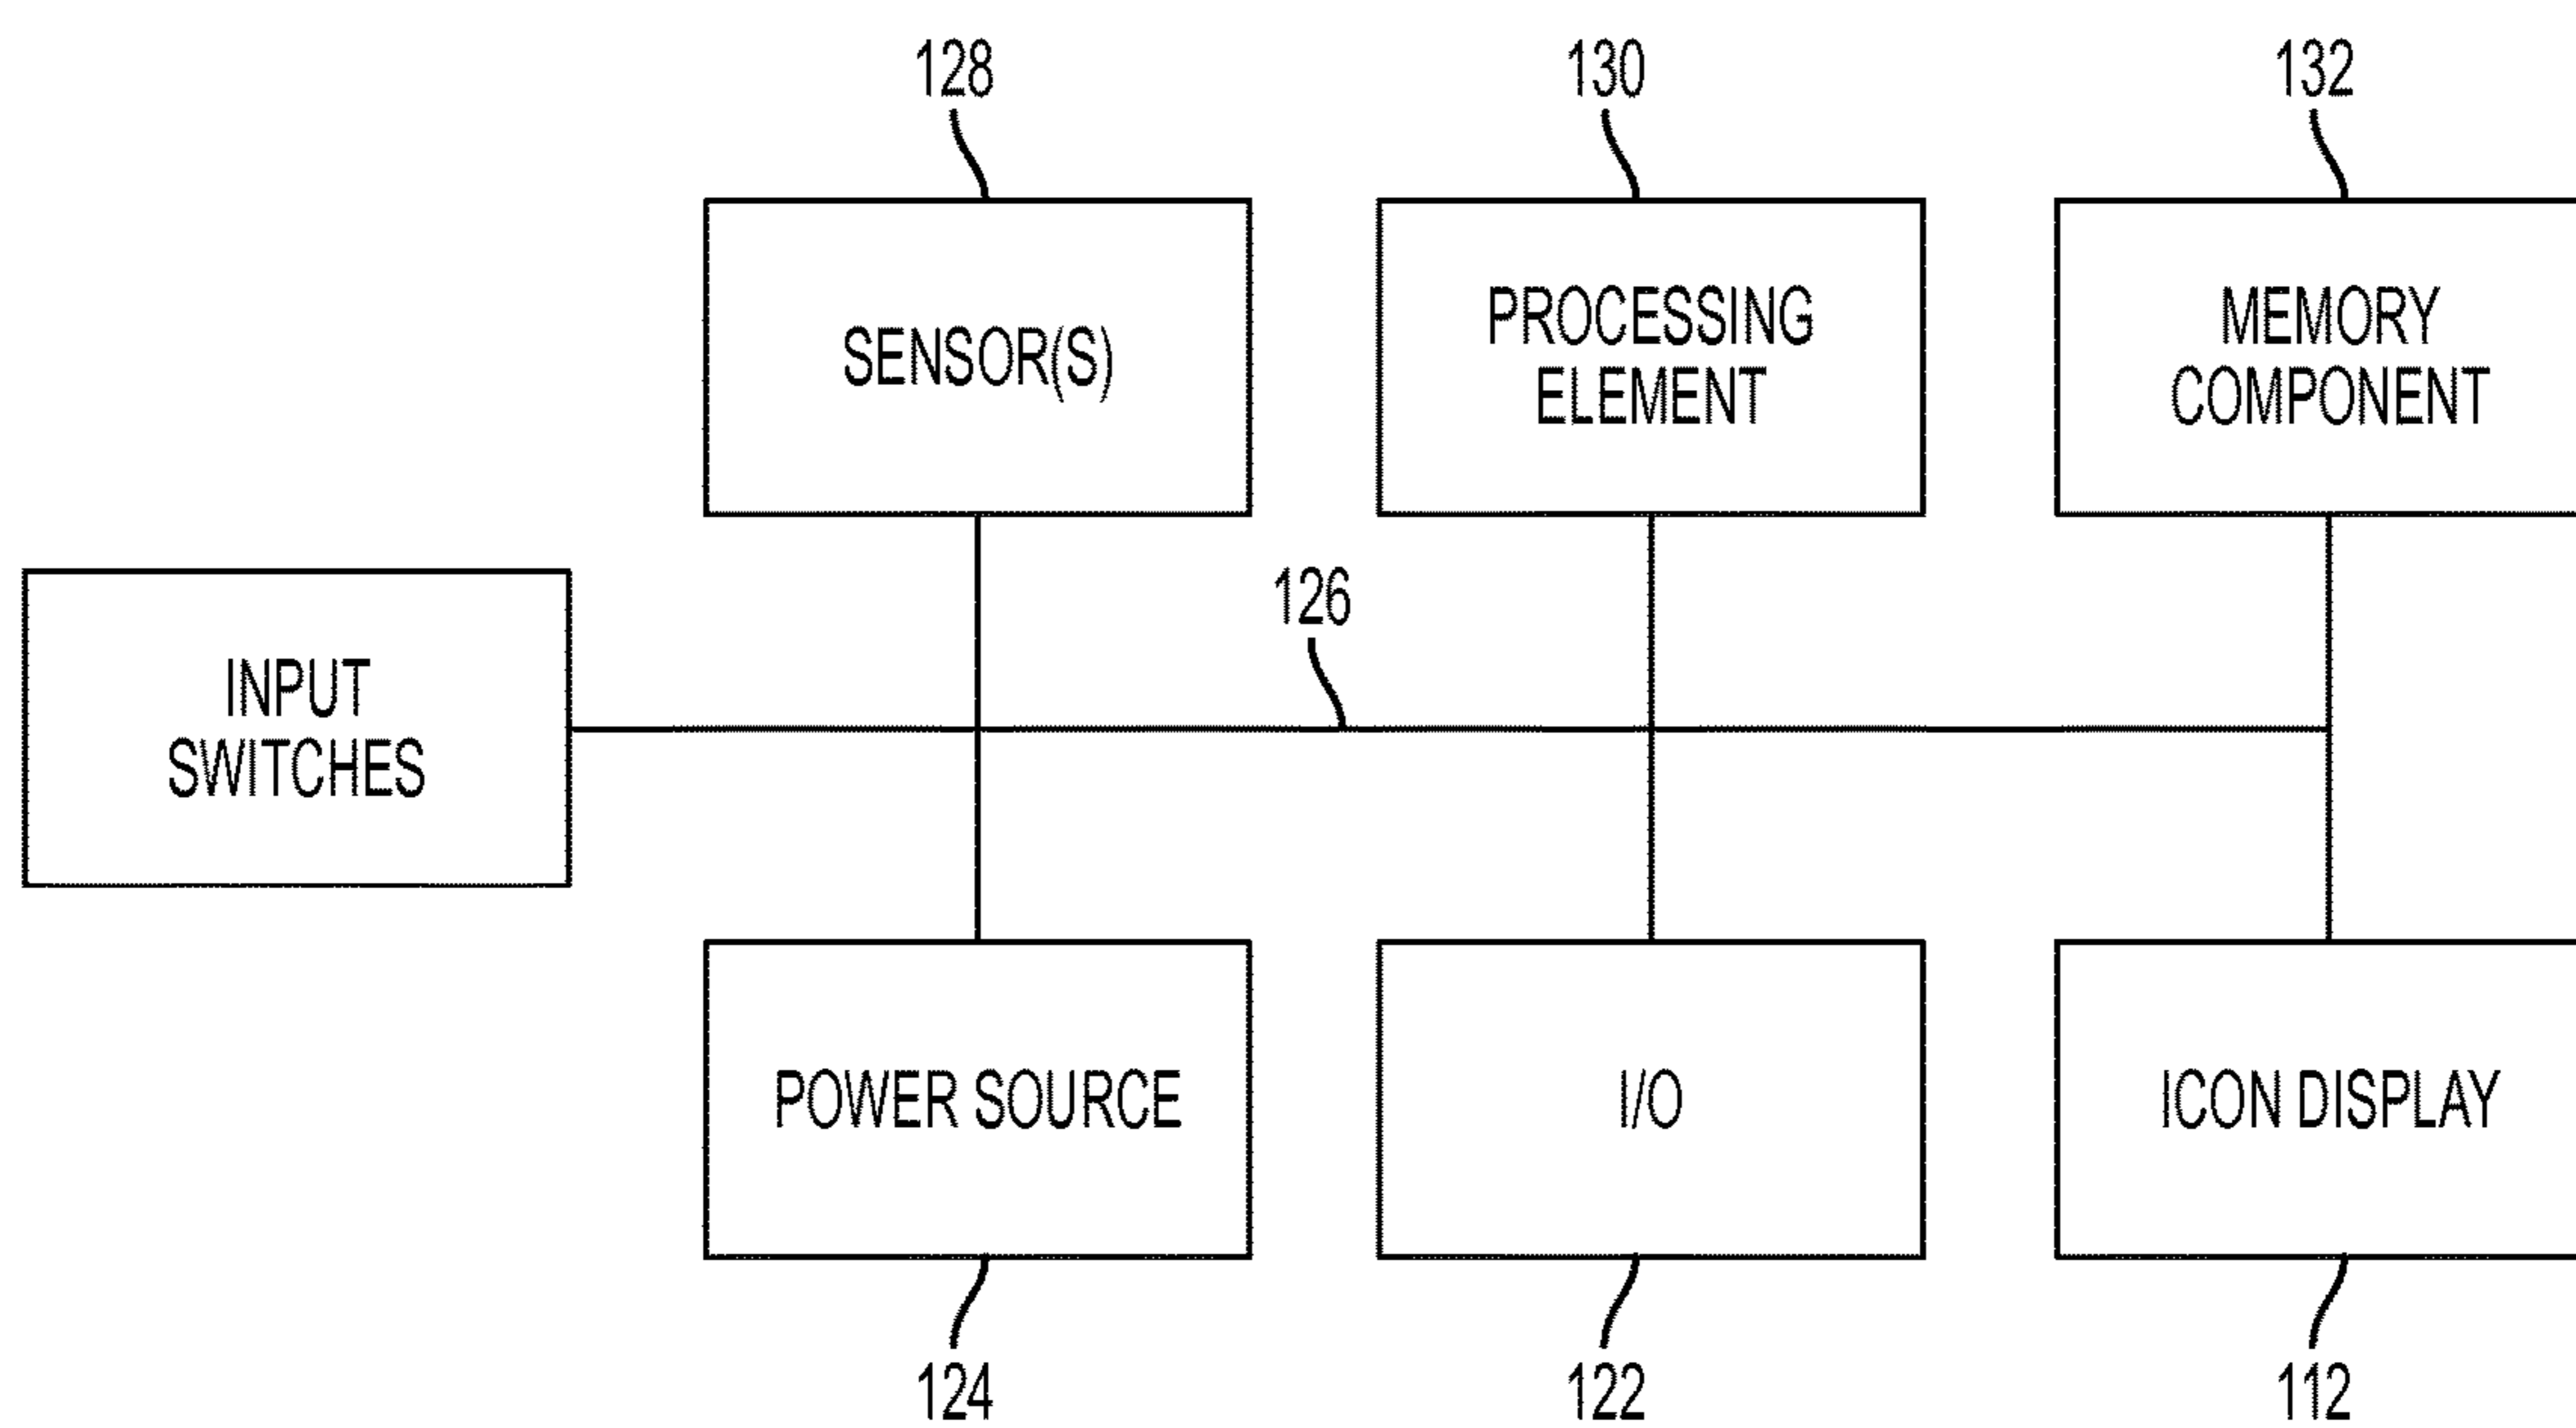 128
130
132
SENSOR(S)
PROCESSING
ELEMENT
MEMORY
COMPONENT
126
INPUT
SWITCHES
POWER SOURCE
I/O
ICON DISPLAY
124
122
112